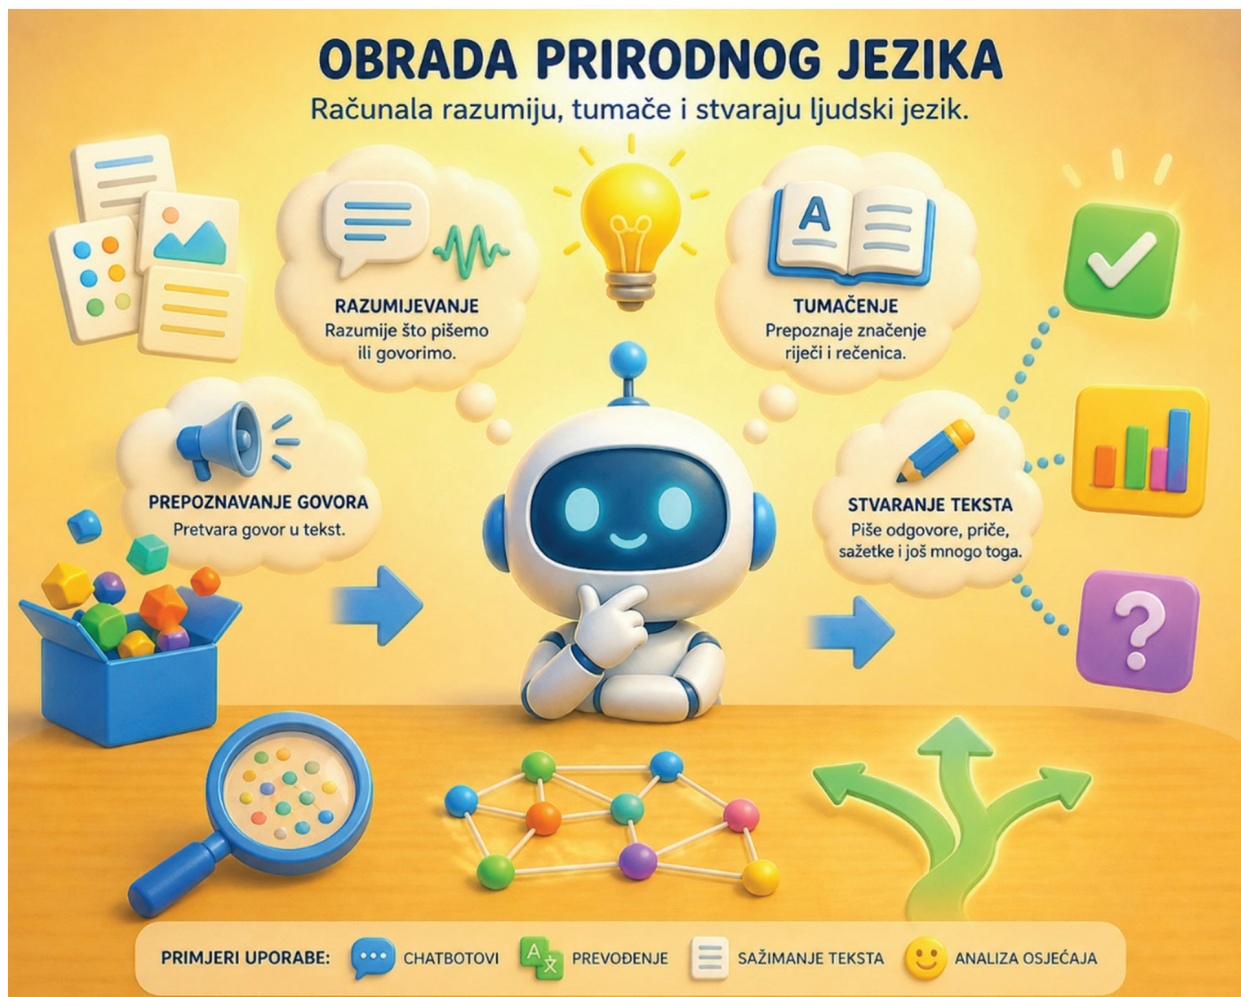 OBRADA PRIRODNOG JEZIKA
Računala razumiju, tumače i stvaraju ljudski jezik.
RAZUMIJEVANJE
Razumije što pišemo
ili govorimo.
A
TUMAČENJE
Prepoznaje značenje
riječi i rečenica.
PREPOZNAVANJE GOVORA
Pretvara govor u tekst.
STVARANJE TEKSTA
Piše odgovore, priče,
sažetke i još mnogo toga.
?
PRIMJERI UPORABE:
CHATBOTOVI
A
文
PREVOĐENJE
SAŽIMANJE TEKSTA
ANALIZA OSJEĆAJA